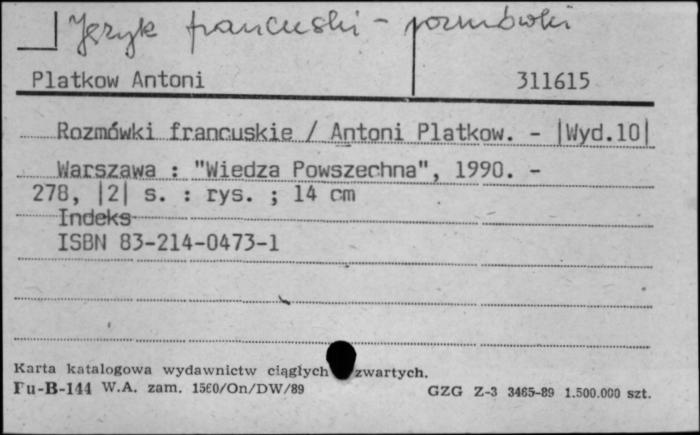 Język francuski - rozmówki
Platkow Antoni 311615
Rozmówki francuskie / Antoni Platkow. - |Wyd.10|
Warszawa : "Wiedza Powszechna", 1990. -
278, |2| s. : rys. ; 14 cm
Indeks
ISBN 83-214-0473-1
Karta katalogowa wydawnictw ciągłych zwartych.
Pu-B-144 W.A. zam. 1560/On/DW/89 GZG Z-3 3465-89 1.500.000 szt.